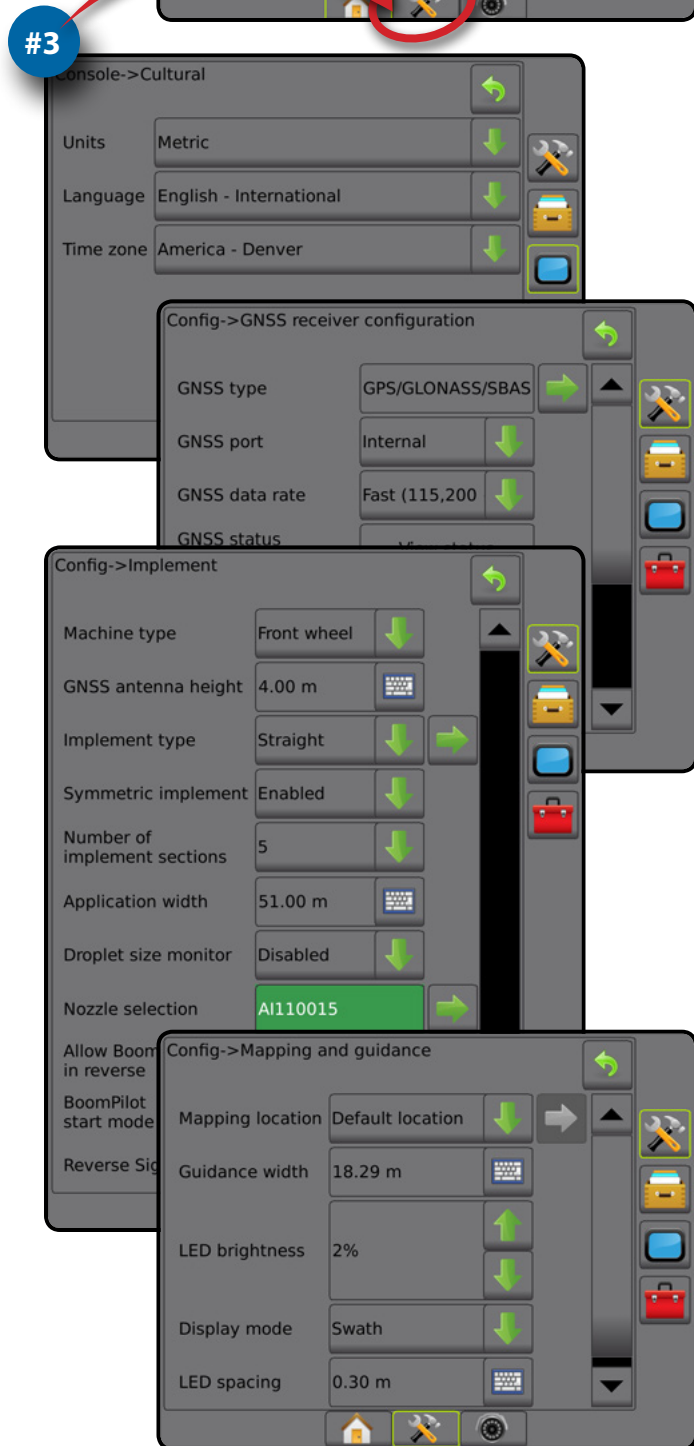 #3
Console->Cultural
Units Metric
Language English - International
Time zone America - Denver
Config->GNSS receiver configuration
GNSS type GPS/GLONASS/SBAS
GNSS port Internal
GNSS data rate Fast (115,200
GNSS status
Config->Implement
Machine type Front wheel
GNSS antenna height 4.00 m
Implement type Straight
Symmetric implement Enabled
Number of
implement sections 5
Application width 51.00 m
Droplet size monitor Disabled
Nozzle selection AI110015
Allow Boom
in reverse
BoomPilot
start mode
Reverse Sig
Config->Mapping and guidance
Mapping location Default location
Guidance width 18.29 m
LED brightness 2%
Display mode Swath
LED spacing 0.30 m